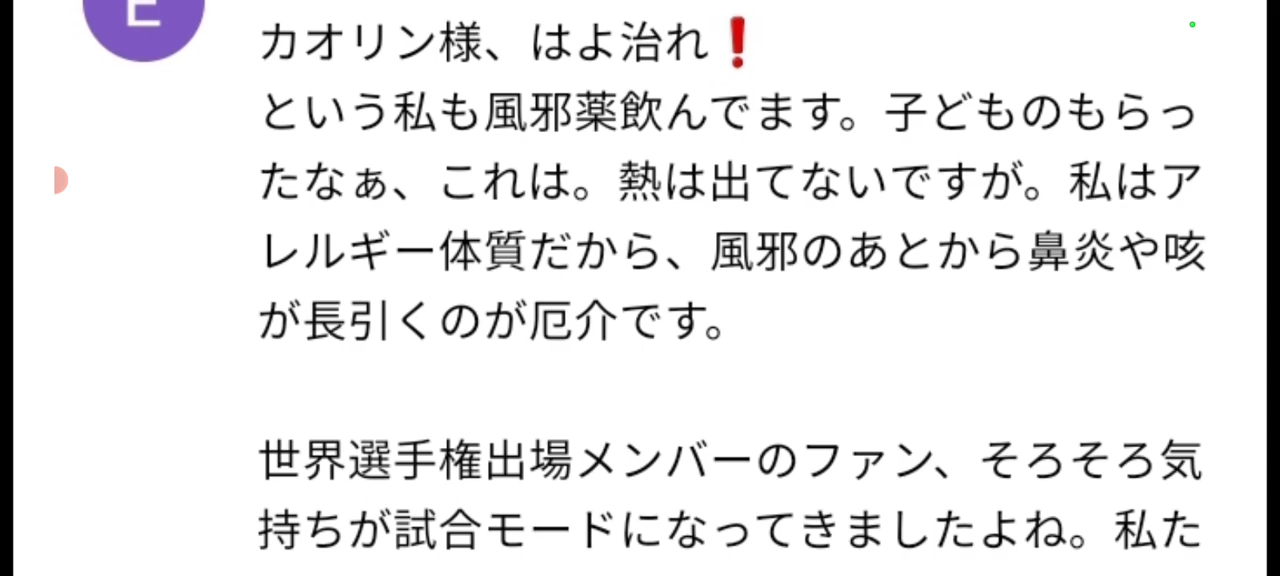 E
カオリン様、はよ治れ❗
という私も風邪薬飲んでます。子どものもらっ
たなぁ、これは。熱は出てないですが。私はア
レルギー体質だから、風邪のあとから鼻炎や咳
が長引くのが厄介です。
世界選手権出場メンバーのファン、そろそろ気
持ちが試合モードになってきましたよね。私た